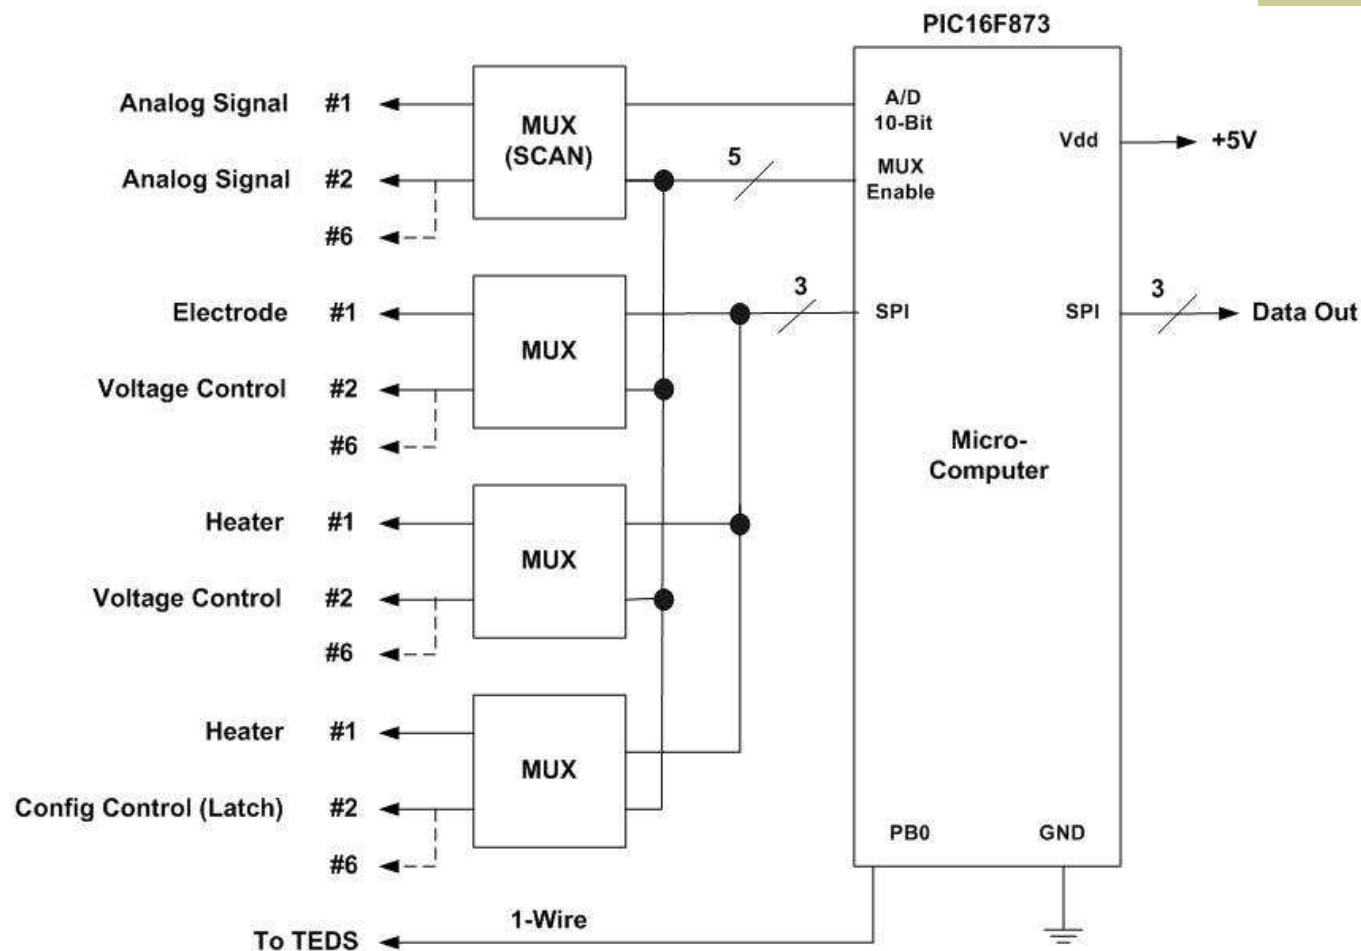 PIC16F873
Analog Signal #1
MUX
(SCAN)
A/D
10-Bit
Vdd
+5V
Analog Signal #2
5
MUX
Enable
#6
Electrode #1
3
SPI
SPI
3
Data Out
MUX
Voltage Control #2
#6
Micro-
Computer
Heater #1
MUX
Voltage Control #2
#6
Heater #1
MUX
Config Control (Latch) #2
#6
PB0
GND
1-Wire
To TEDS